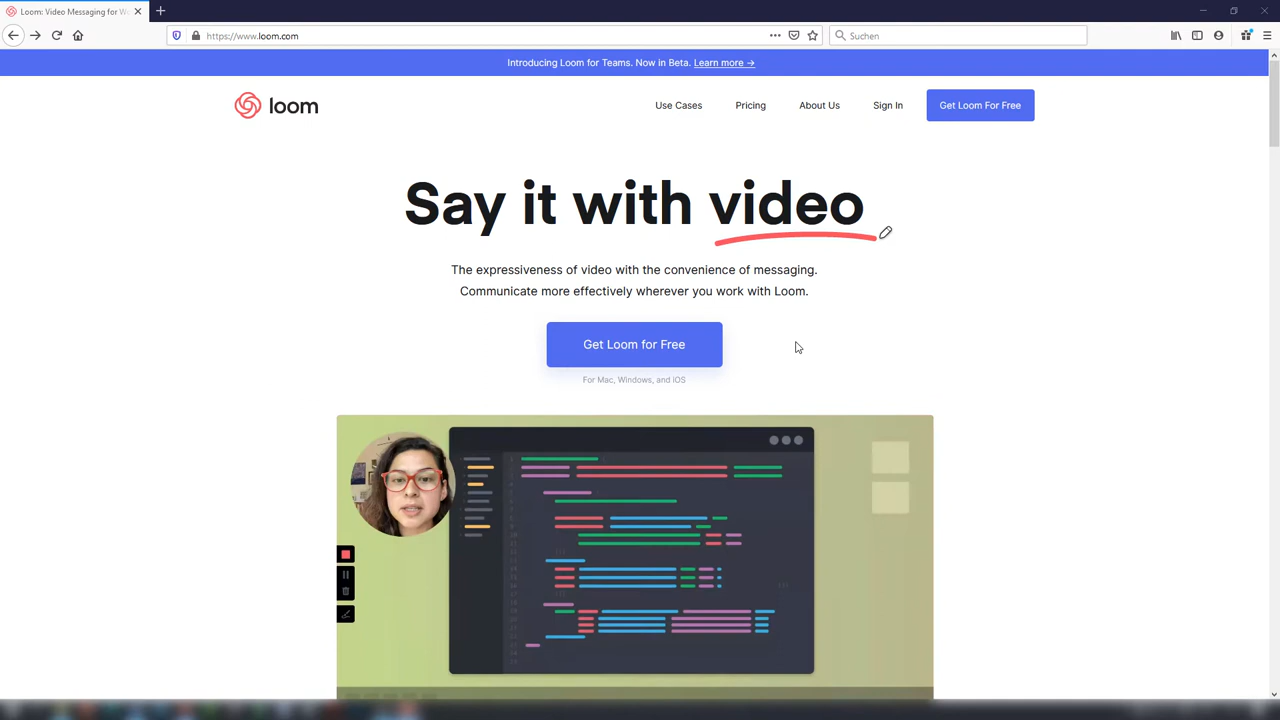 Loom: Video Messaging for W
https://www.loom.com
Suchen
Introducing Loom for Teams. Now in Beta. Learn more →
loom
Use Cases
Pricing
About Us
Sign In
Get Loom For Free
Say it with video
The expressiveness of video with the convenience of messaging.
Communicate more effectively wherever you work with Loom.
Get Loom for Free
For Mac, Windows, and iOS